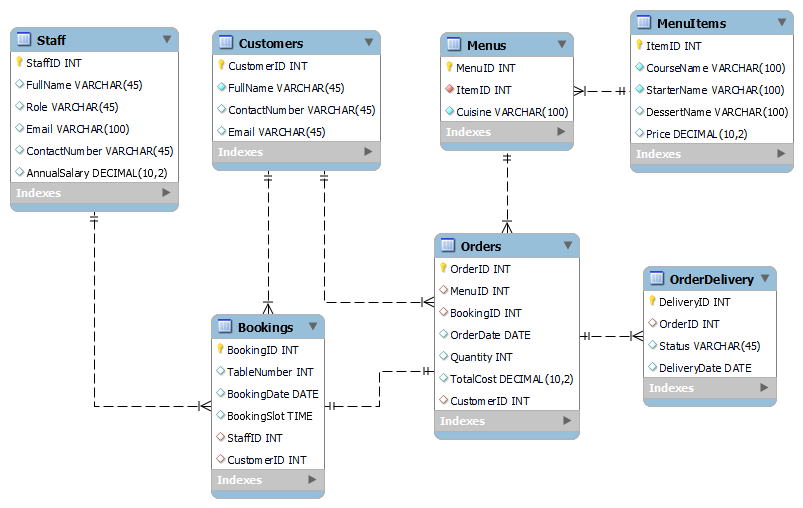 Staff
StaffID INT
FullName VARCHAR(45)
Role VARCHAR(45)
Email VARCHAR(100)
ContactNumber VARCHAR(45)
AnnualSalary DECIMAL(10,2)
Indexes
Customers
CustomerID INT
FullName VARCHAR(45)
ContactNumber VARCHAR(45)
Email VARCHAR(45)
Indexes
Menus
MenuID INT
ItemID INT
Cuisine VARCHAR(100)
Indexes
MenuItems
ItemID INT
CourseName VARCHAR(100)
StarterName VARCHAR(100)
DessertName VARCHAR(100)
Price DECIMAL(10,2)
Indexes
Bookings
BookingID INT
TableNumber INT
BookingDate DATE
BookingSlot TIME
StaffID INT
CustomerID INT
Indexes
Orders
OrderID INT
MenuID INT
BookingID INT
OrderDate DATE
Quantity INT
TotalCost DECIMAL(10,2)
CustomerID INT
Indexes
OrderDelivery
DeliveryID INT
OrderID INT
Status VARCHAR(45)
DeliveryDate DATE
Indexes